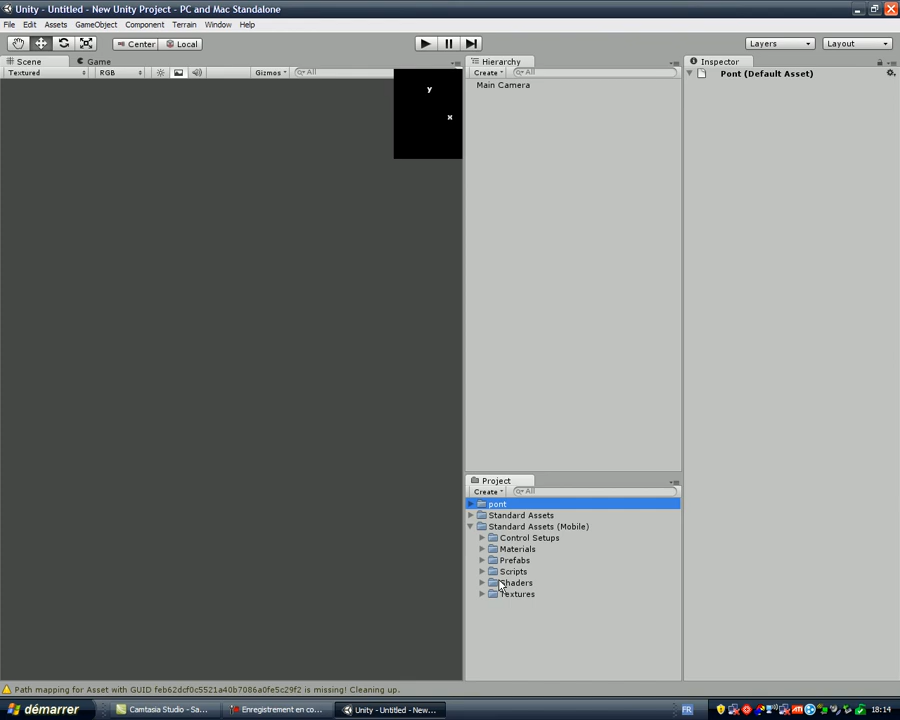 Unity - Untitled - New Unity Project - PC and Mac Standalone
File Edit Assets GameObject Component Terrain Window Help
Center Local Layers Layout
Scene Game
Textured RGB Gizmos All
y
x
Hierarchy
Create All
Main Camera
Inspector
Pont (Default Asset)
Project
Create All
pont
Standard Assets
Standard Assets (Mobile)
Control Setups
Materials
Prefabs
Scripts
Shaders
Textures
Path mapping for Asset with GUID feb62dcf0c5521a40b7086a0fe5c29f2 is missing! Cleaning up.
démarrer Camtasia Studio - Sa... Enregistrement en co... Unity - Untitled - New... FR 18:14